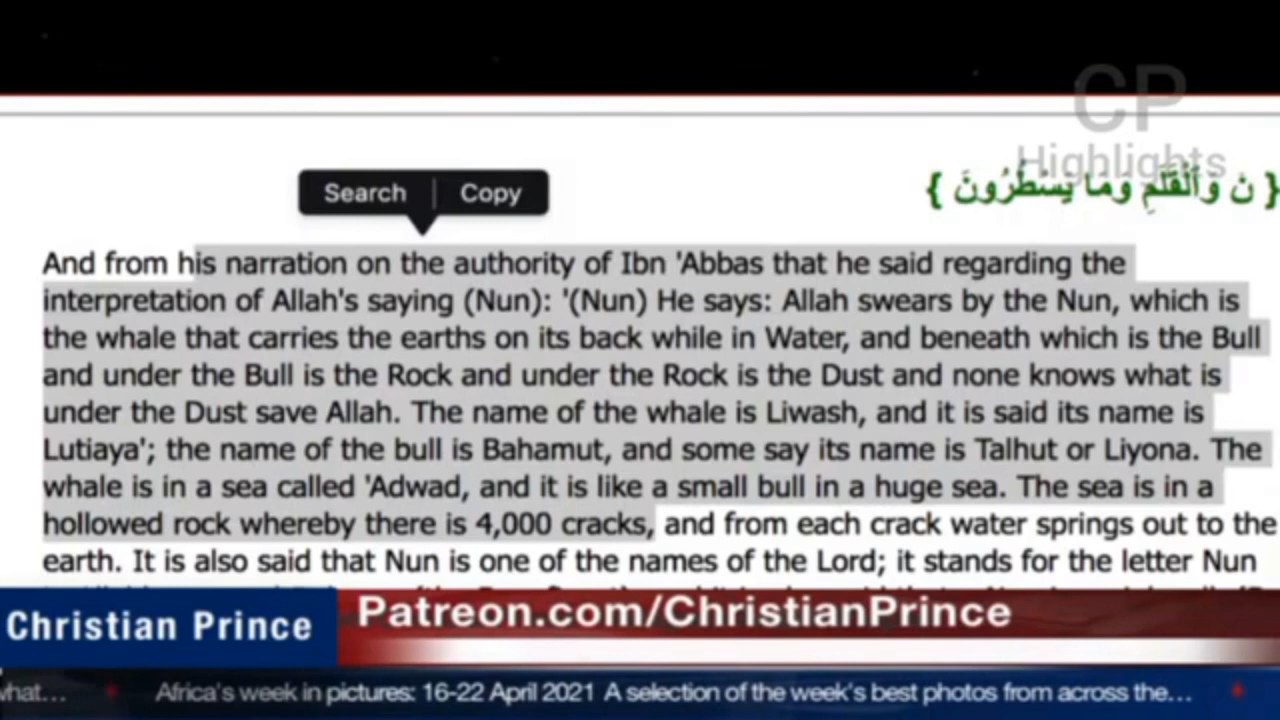 CP
Highlights
{ ن وَٱلْقَلَمِ وَمَا يَسْطُرُونَ }
Search Copy
And from his narration on the authority of Ibn 'Abbas that he said regarding the
interpretation of Allah's saying (Nun): '(Nun) He says: Allah swears by the Nun, which is
the whale that carries the earths on its back while in Water, and beneath which is the Bull
and under the Bull is the Rock and under the Rock is the Dust and none knows what is
under the Dust save Allah. The name of the whale is Liwash, and it is said its name is
Lutiaya'; the name of the bull is Bahamut, and some say its name is Talhut or Liyona. The
whale is in a sea called 'Adwad, and it is like a small bull in a huge sea. The sea is in a
hollowed rock whereby there is 4,000 cracks, and from each crack water springs out to the
earth. It is also said that Nun is one of the names of the Lord; it stands for the letter Nun
Christian Prince
Patreon.com/ChristianPrince
what... Africa's week in pictures: 16-22 April 2021 A selection of the week's best photos from across the...